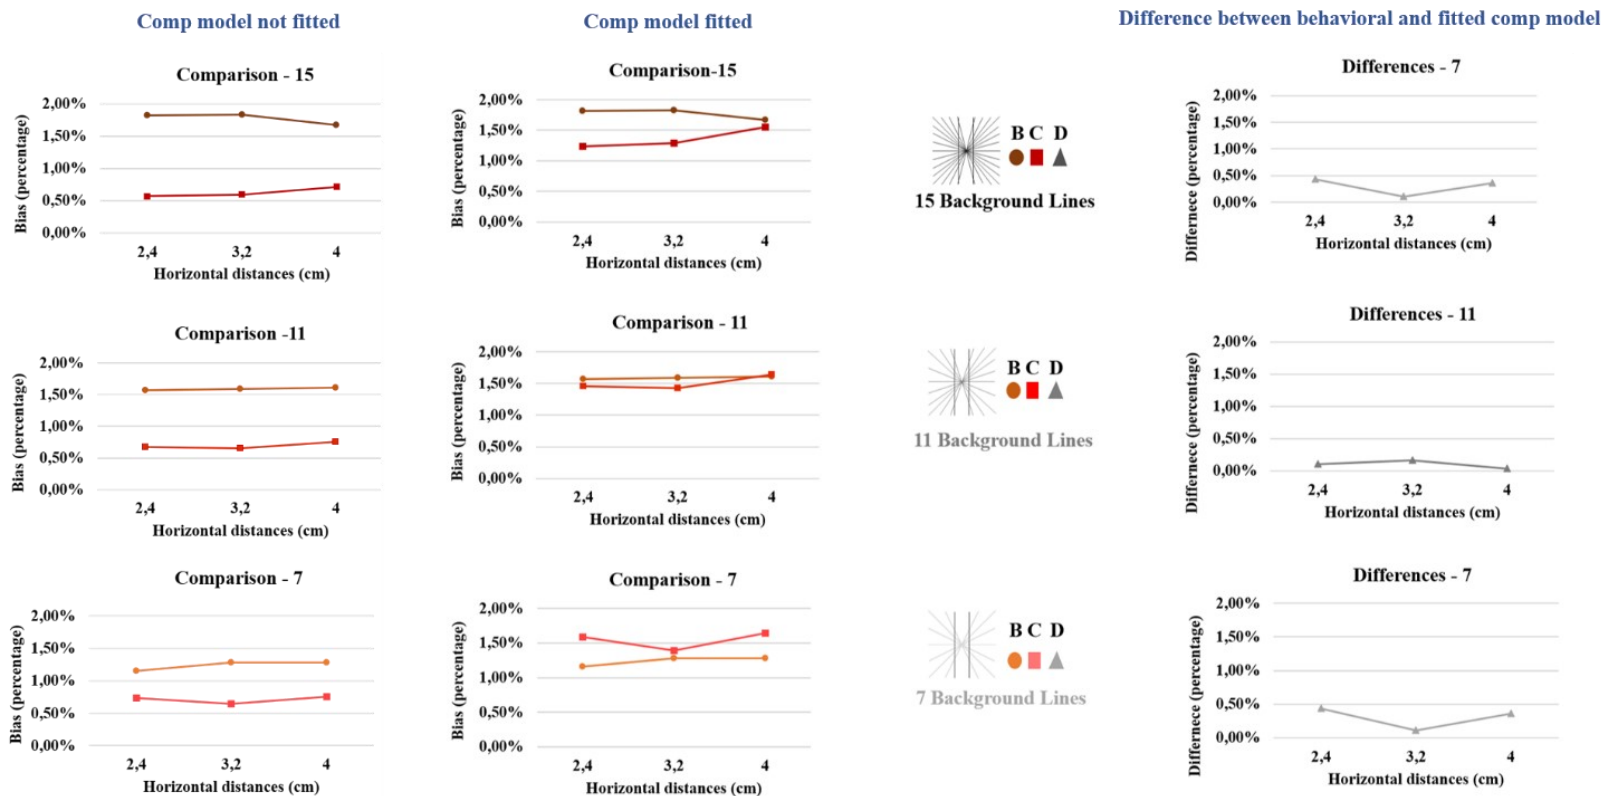 Comp model not fitted
Comp model fitted
Difference between behavioral and fitted comp model
Comparison - 15
2,00%
1,50%
1,00%
0,50%
0,00%
Bias (percentage)
2,4 3,2 4
Horizontal distances (cm)
Comparison-15
2,00%
1,50%
1,00%
0,50%
0,00%
Bias (percentage)
2,4 3,2 4
Horizontal distances (cm)
B C D
15 Background Lines
Differences - 7
2,00%
1,50%
1,00%
0,50%
0,00%
Differnece (percentage)
2,4 3,2 4
Horizontal distances (cm)
Comparison -11
2,00%
1,50%
1,00%
0,50%
0,00%
Bias (percentage)
2,4 3,2 4
Horizontal distances (cm)
Comparison - 11
2,00%
1,50%
1,00%
0,50%
0,00%
Bias (percentage)
2,4 3,2 4
Horizontal distances (cm)
B C D
11 Background Lines
Differences - 11
2,00%
1,50%
1,00%
0,50%
0,00%
Differnece (percentage)
2,4 3,2 4
Horizontal distances (cm)
Comparison - 7
2,00%
1,50%
1,00%
0,50%
0,00%
Bias (percentage)
2,4 3,2 4
Horizontal distances (cm)
Comparison - 7
2,00%
1,50%
1,00%
0,50%
0,00%
Bias (percentage)
2,4 3,2 4
Horizontal distances (cm)
B C D
7 Background Lines
Differences - 7
2,00%
1,50%
1,00%
0,50%
0,00%
Differnece (percentage)
2,4 3,2 4
Horizontal distances (cm)